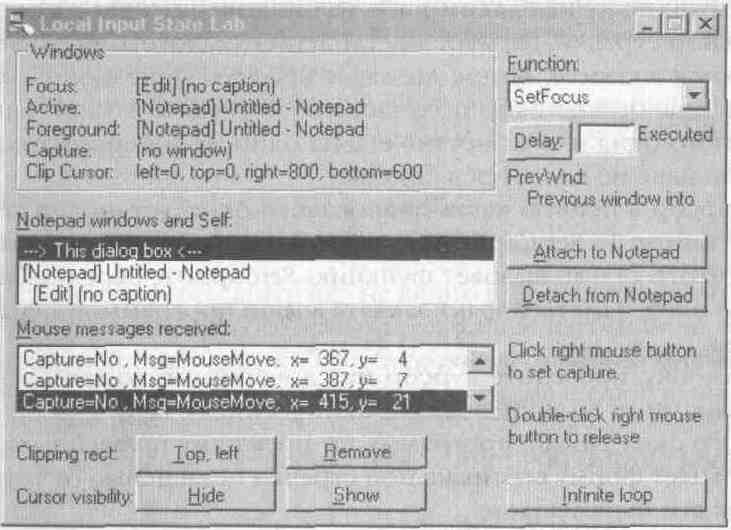 Local Input State Lab
Windows
Focus: [Edit] (no caption)
Active: [Notepad] Untitled - Notepad
Foreground: [Notepad] Untitled - Notepad
Capture: (no window)
Clip Cursor: left=0, top=0, right=800, bottom=600
Function:
SetFocus
Delay: Executed
PrevWnd:
Previous window into
Notepad windows and Self:
---> This dialog box <---
[Notepad] Untitled - Notepad
[Edit] (no caption)
Attach to Notepad
Detach from Notepad
Mouse messages received:
Capture=No , Msg=MouseMove, x= 367, y= 4
Capture=No , Msg=MouseMove, x= 387, y= 7
Capture=No , Msg=MouseMove, x= 415, y= 21
Click right mouse button
to set capture.
Double-click right mouse
button to release
Clipping rect: Top, left Remove
Cursor visibility: Hide Show
Infinite loop